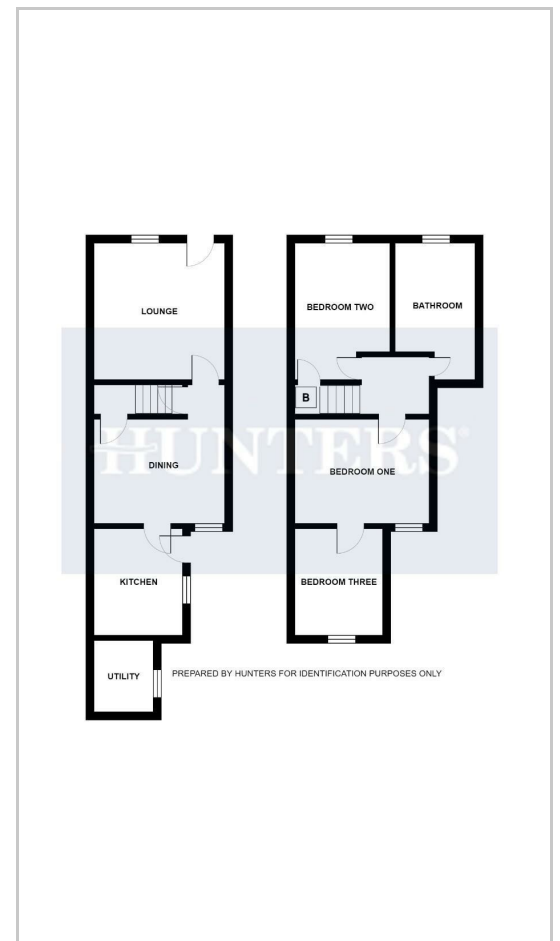 LOUNGE
DINING
KITCHEN
UTILITY
BEDROOM TWO
BATHROOM
B
BEDROOM ONE
BEDROOM THREE
HUNTERS®
PREPARED BY HUNTERS FOR IDENTIFICATION PURPOSES ONLY